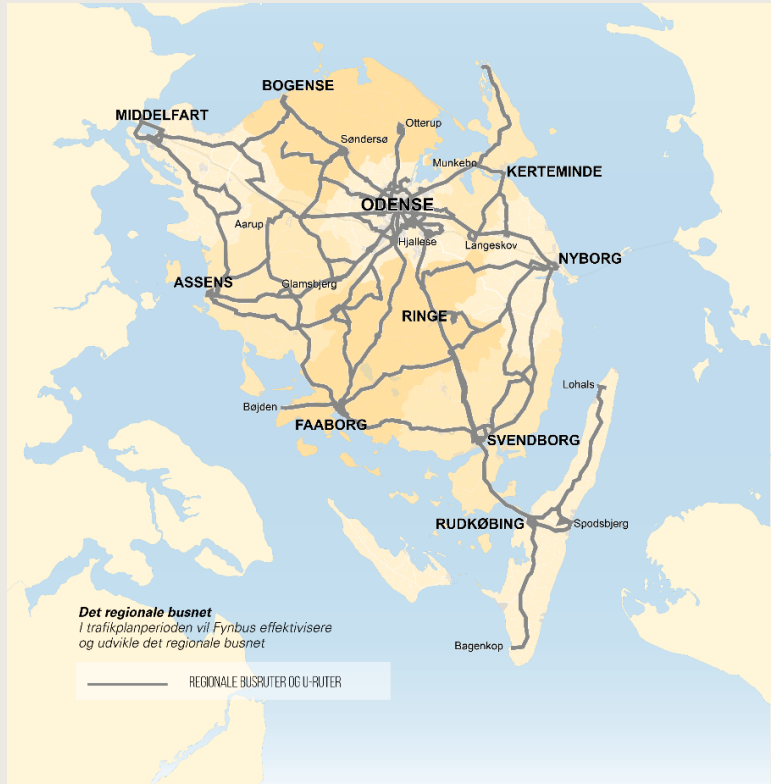 BOGENSE
MIDDELFART
Otterup
Søndersø
Munkebo
KERTEMINDE
ODENSE
Aarup
Hjallese
Langeskov
NYBORG
ASSENS
Glamsbjerg
RINGE
Lohals
Bøjden
FAABORG
SVENDBORG
RUDKØBING
Spodsbjerg
Det regionale busnet
I trafikplanperioden vil Fynbus effektivisere
og udvikle det regionale busnet
Bagenkop
REGIONALE BUSRUTER OG U-RUTER